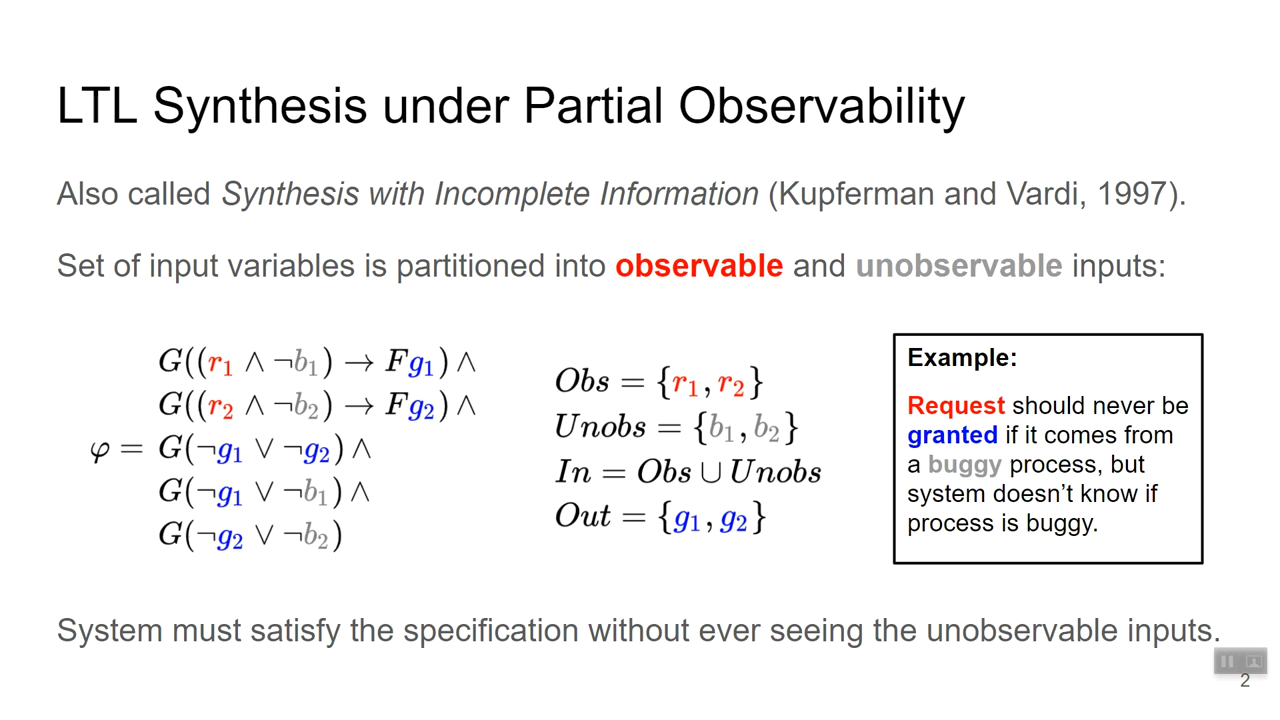 LTL Synthesis under Partial Observability
Also called Synthesis with Incomplete Information (Kupferman and Vardi, 1997).
Set of input variables is partitioned into observable and unobservable inputs:
G((r₁ ∧ ¬b₁) → Fg₁) ∧
G((r₂ ∧ ¬b₂) → Fg₂) ∧
φ = G(¬g₁ ∨ ¬g₂) ∧
G(¬g₁ ∨ ¬b₁) ∧
G(¬g₂ ∨ ¬b₂)
Obs = {r₁, r₂}
Unobs = {b₁, b₂}
In = Obs ∪ Unobs
Out = {g₁, g₂}
Example:
Request should never be
granted if it comes from
a buggy process, but
system doesn't know if
process is buggy.
System must satisfy the specification without ever seeing the unobservable inputs.
2